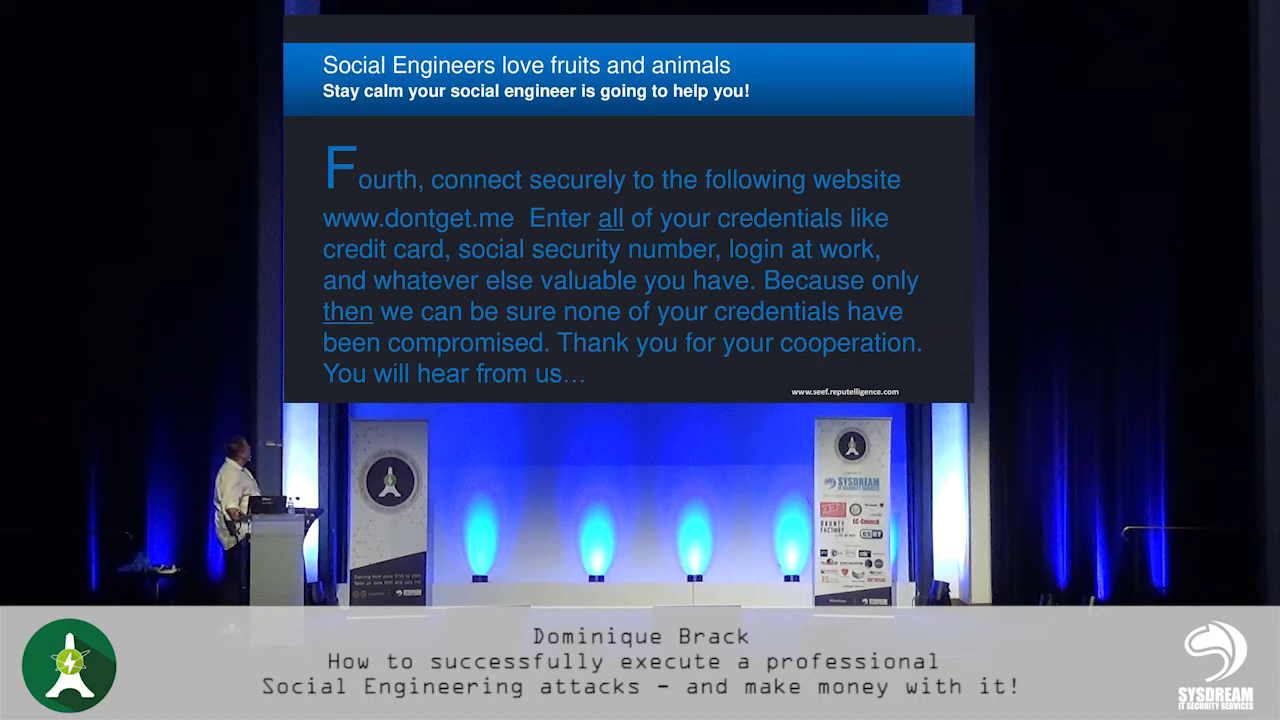 Social Engineers love fruits and animals
Stay calm your social engineer is going to help you!
Fourth, connect securely to the following website
www.dontget.me Enter all of your credentials like
credit card, social security number, login at work,
and whatever else valuable you have. Because only
then we can be sure none of your credentials have
been compromised. Thank you for your cooperation.
You will hear from us...
www.seef.reputelligence.com
SYSDREAM
IT SECURITY SERVICES
EC-Council
BOUNTY
FACTORY
Dominique Brack
How to successfully execute a professional
Social Engineering attacks - and make money with it!
SYSDREAM
IT SECURITY SERVICES